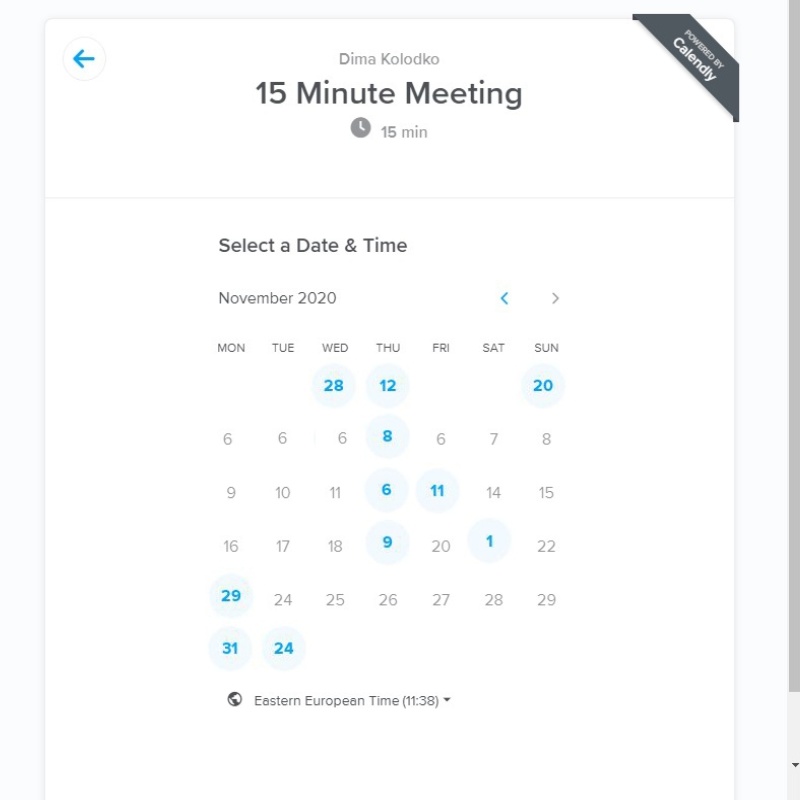 POWERED BY
Calendly
Dima Kolodko
15 Minute Meeting
15 min
Select a Date & Time
November 2020
MON TUE WED THU FRI SAT SUN
28 12 20
6 6 6 8 6 7 8
9 10 11 6 11 14 15
16 17 18 9 20 1 22
29 24 25 26 27 28 29
31 24
Eastern European Time (11:38)